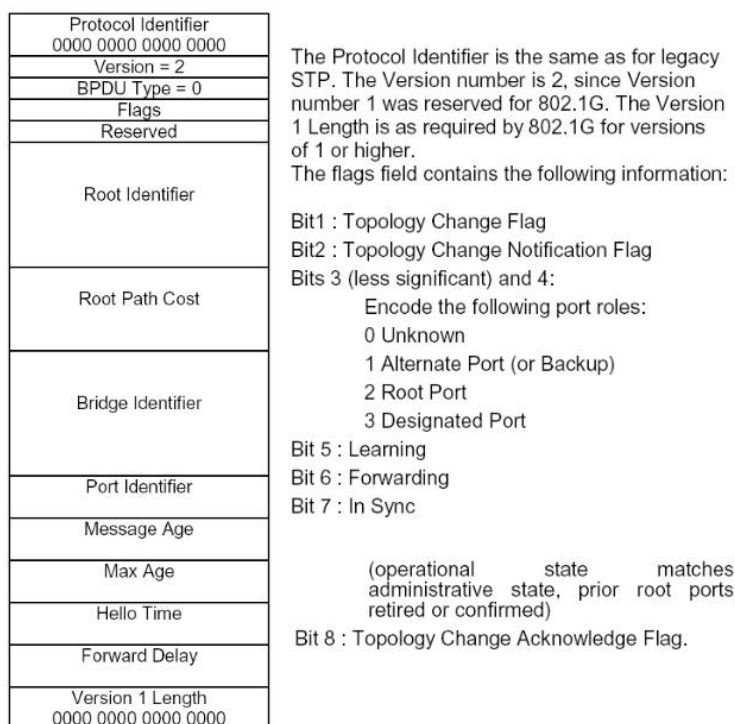 Protocol Identifier
0000 0000 0000 0000
Version = 2
BPDU Type = 0
Flags
Reserved
Root Identifier
Root Path Cost
Bridge Identifier
Port Identifier
Message Age
Max Age
Hello Time
Forward Delay
Version 1 Length
0000 0000 0000 0000
The Protocol Identifier is the same as for legacy
STP. The Version number is 2, since Version
number 1 was reserved for 802.1G. The Version
1 Length is as required by 802.1G for versions
of 1 or higher.
The flags field contains the following information:
Bit1 : Topology Change Flag
Bit2 : Topology Change Notification Flag
Bits 3 (less significant) and 4:
Encode the following port roles:
0 Unknown
1 Alternate Port (or Backup)
2 Root Port
3 Designated Port
Bit 5 : Learning
Bit 6 : Forwarding
Bit 7 : In Sync
(operational state matches
administrative state, prior root ports
retired or confirmed)
Bit 8 : Topology Change Acknowledge Flag.